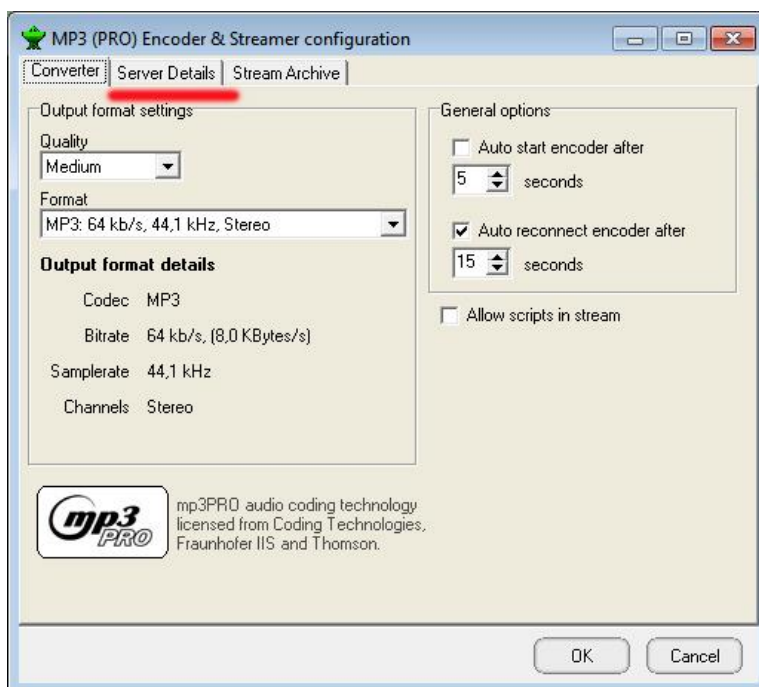 MP3 (PRO) Encoder & Streamer configuration
Converter
Server Details
Stream Archive
Output format settings
Quality
Medium
Format
MP3: 64 kb/s, 44,1 kHz, Stereo
Output format details
Codec MP3
Bitrate 64 kb/s, (8,0 KBytes/s)
Samplerate 44,1 kHz
Channels Stereo
mp3 PRO
mp3PRO audio coding technology
licensed from Coding Technologies,
Fraunhofer IIS and Thomson.
General options
Auto start encoder after
5 seconds
Auto reconnect encoder after
15 seconds
Allow scripts in stream
OK
Cancel